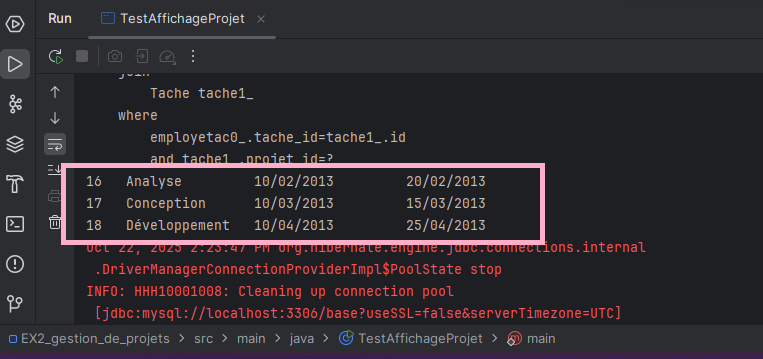 Run TestAffichageProjet
join
Tache tache1_
where
employetac0_.tache_id=tache1_.id
and tache1_.projet_id=?
16 Analyse 10/02/2013 20/02/2013
17 Conception 10/03/2013 15/03/2013
18 Développement 10/04/2013 25/04/2013
Oct 22, 2025 2:23:47 PM org.hibernate.engine.jdbc.connections.internal
.DriverManagerConnectionProviderImpl$PoolState stop
INFO: HHH10001008: Cleaning up connection pool
[jdbc:mysql://localhost:3306/base?useSSL=false&serverTimezone=UTC]
EX2_gestion_de_projets > src > main > java > TestAffichageProjet > main